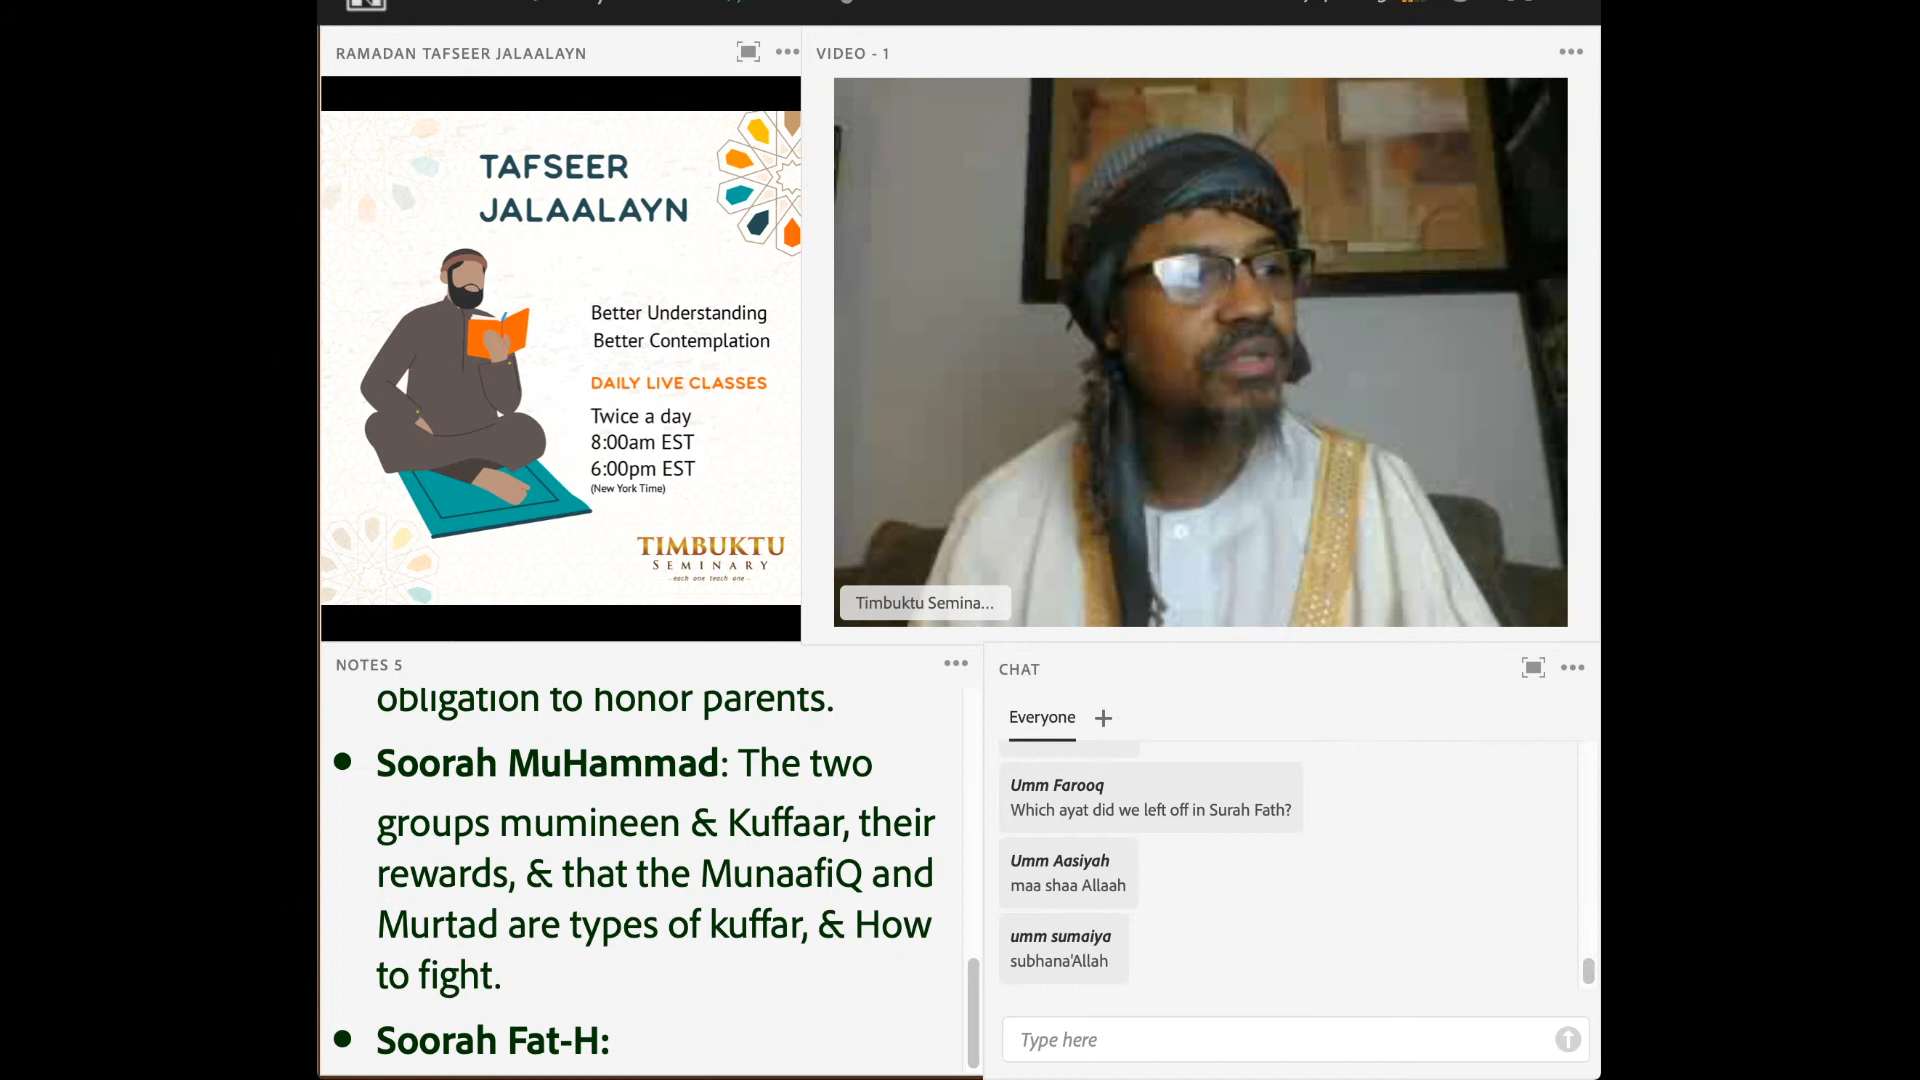 RAMADAN TAFSEER JALAALAYN
VIDEO - 1
TAFSEER
JALAALAYN
Better Understanding
Better Contemplation
DAILY LIVE CLASSES
Twice a day
8:00am EST
6:00pm EST
(New York Time)
TIMBUKTU
SEMINARY
- each one teach one -
Timbuktu Semina...
NOTES 5
obligation to honor parents.
• Soorah MuHammad: The two
groups mumineen & Kuffaar, their
rewards, & that the MunaafiQ and
Murtad are types of kuffar, & How
to fight.
• Soorah Fat-H:
CHAT
Everyone
Umm Farooq
Which ayat did we left off in Surah Fath?
Umm Aasiyah
maa shaa Allaah
umm sumaiya
subhana'Allah
Type here